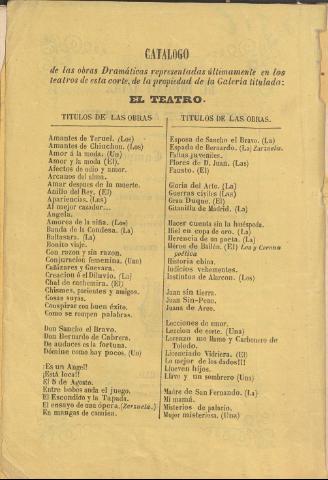 CATALOGO
de las obras Dramáticas representadas últimamente en los
teatros de esta corte, de la propiedad de la Galería titulada:
EL TEATRO.
TITULOS DE LAS OBRAS
Amantes de Teruel. (Los)
Amantes de Chinchon. (Los)
Amor á la moda. (Un)
Amor y la moda (El).
Afectos de odio y amor.
Arcanos del alma.
Amar despues de la muerte.
Anillo del Rey. (El)
Apariencias. (Las)
Al mejor cazador...
Angela.
Amores de la niña. (Los)
Banda de la Condesa. (La)
Baltasara. (La)
Bonito viaje.
Con razon y sin razon.
Conjuracion femenina. (Una)
Cañizares y Guevara.
Creacion ó el Diluvio. (La)
Chal de cachemira. (El)
Chismes, parientes y amigos.
Cosas suyas.
Conspirar con buen éxito.
Como se rompen palabras.
Don Sancho el Bravo.
Don Bernardo de Cabrera.
De audaces es la fortuna.
Dómine como hay pocos. (Un)
¡Es un Angel!
¡Está loca!!
El 5 de Agosto.
Entre bobos anda el juego.
El Escondido y la Tapada.
El ensayo de una ópera. (Zarzuela.)
En mangas de camisa.
TITULOS DE LAS OBRAS.
Esposa de Sancho el Bravo. (La)
Espada de Bernardo. (La) Zarzuela.
Faltas juveniles.
Flores de D. Juan. (Las)
Fausto. (El)
Gloria del Arte. (La)
Guerras civiles (Las)
Gran Duque. (El)
Guantilla de Madrid. (La)
Hacer cuenta sin la huéspeda.
Hiel en copa de oro. (La)
Herencia de un poeta. (La)
Héroe de Bailén. (El) Loa y Corona
poética
Historia china.
Indicios vehementes.
Instintos de Alarcon. (Los)
Juan sin tierra.
Juan Sin-Pena.
Juana de Arco.
Lecciones de amor.
Leccion de corte. (Una)
Lorenzo me llamo y Carbonero de
Toledo.
Licenciado Vidriera. (El)
Lo mejor de los dados!!!
Llueven hijos.
Llave y un sombrero (Una)
Madre de San Fernando. (La)
Mi mamá.
Misterios de palacio.
Mujer misteriosa. (Una)